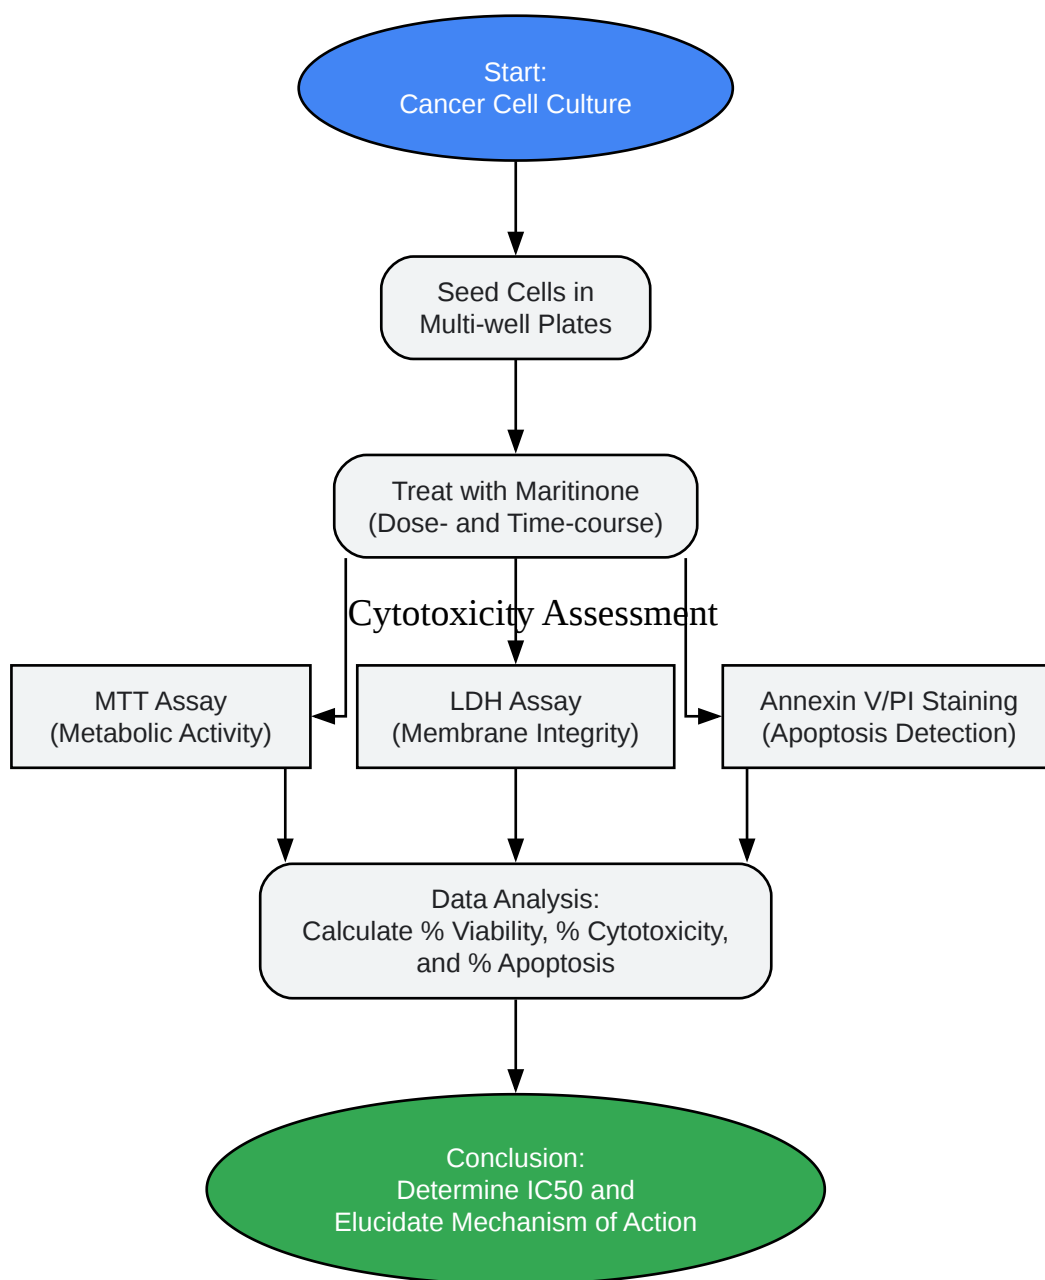 Start:
Cancer Cell Culture
Seed Cells in
Multi-well Plates
Treat with Maritinone
(Dose- and Time-course)
Cytotoxicity Assessment
MTT Assay
(Metabolic Activity)
LDH Assay
(Membrane Integrity)
Annexin V/PI Staining
(Apoptosis Detection)
Data Analysis:
Calculate % Viability, % Cytotoxicity,
and % Apoptosis
Conclusion:
Determine IC50 and
Elucidate Mechanism of Action